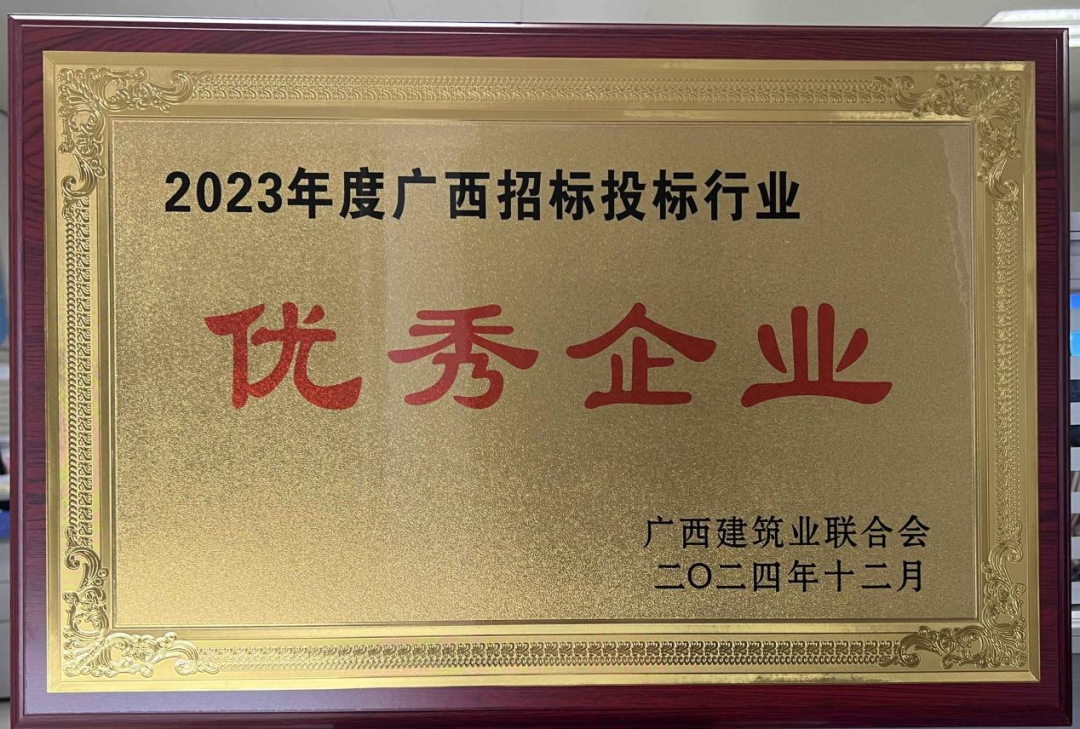 2023年度广西招标投标行业
优秀企业
广西建筑业联合会
二〇二四年十二月